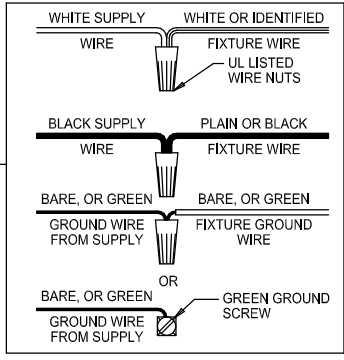 WHITE SUPPLY WHITE OR IDENTIFIED
WIRE FIXTURE WIRE
UL LISTED
WIRE NUTS
BLACK SUPPLY PLAIN OR BLACK
WIRE FIXTURE WIRE
BARE, OR GREEN BARE, OR GREEN
GROUND WIRE FIXTURE GROUND
FROM SUPPLY WIRE
OR
BARE, OR GREEN GREEN GROUND
SCREW
GROUND WIRE
FROM SUPPLY